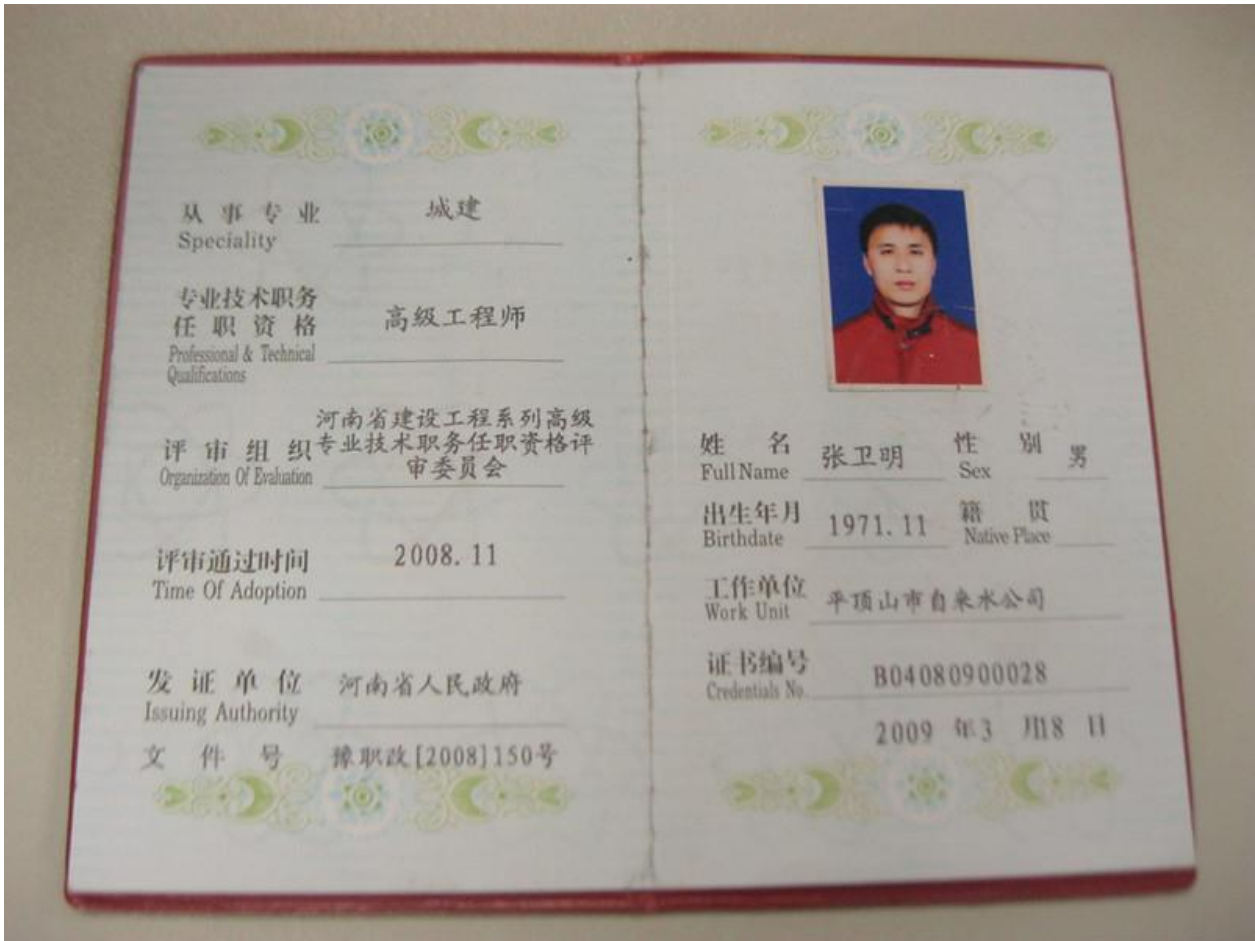 从事专业 城建
Speciality
专业技术职务
任职资格 高级工程师
Professional & Technical
Qualifications
河南省建设工程系列高级
评审组织 专业技术职务任职资格评
Organization Of Evaluation 审委员会
评审通过时间 2008.11
Time Of Adoption
发证单位 河南省人民政府
Issuing Authority
文件号 豫职改[2008]150号
姓名 张卫明 性别 男
Full Name Sex
出生年月 1971.11 籍贯
Birthdate Native Place
工作单位 平顶山市自来水公司
Work Unit
证书编号 B04080900028
Credentials No.
2009 年3 月18 日